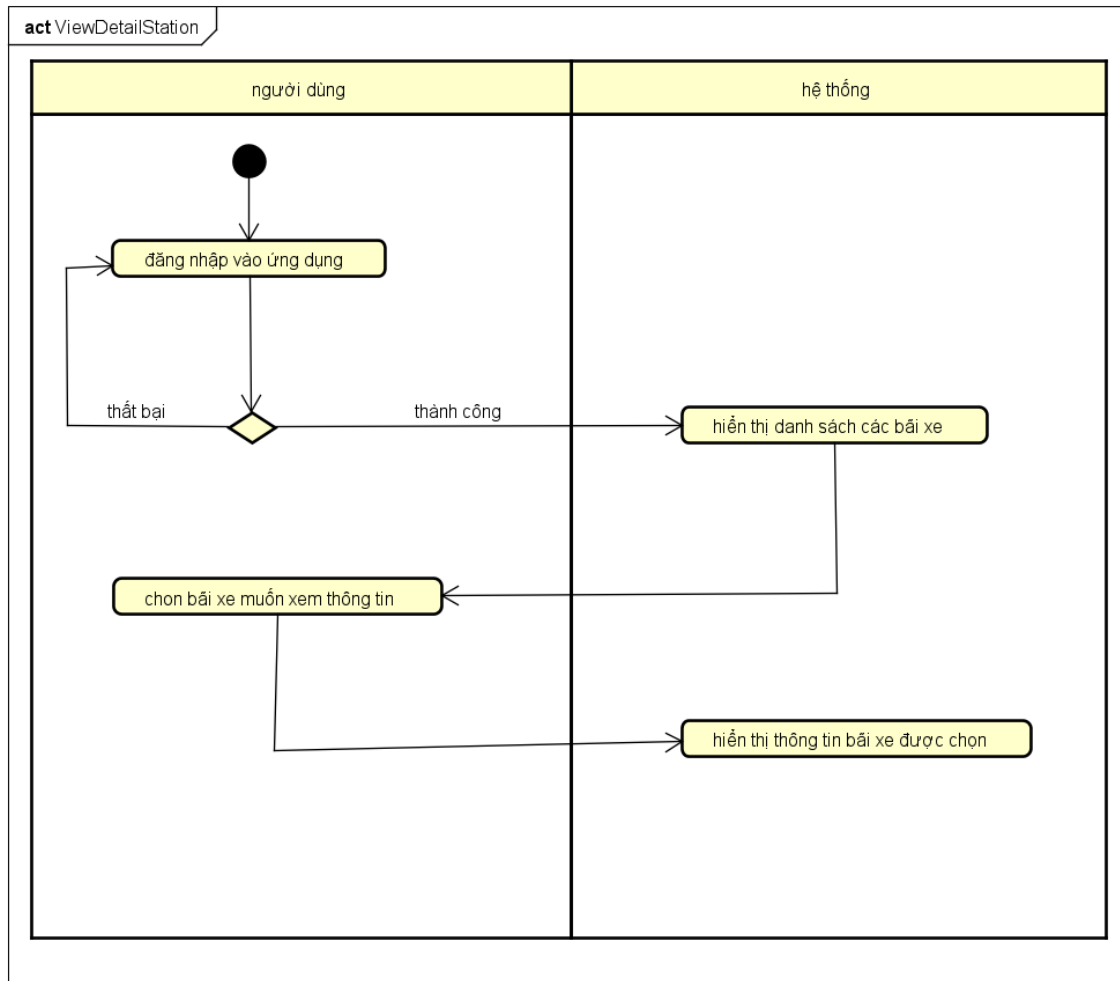 act ViewDetailStation
người dùng
hệ thống
đăng nhập vào ứng dụng
thất bại
thành công
hiển thị danh sách các bãi xe
chon bãi xe muốn xem thông tin
hiển thị thông tin bãi xe được chọn